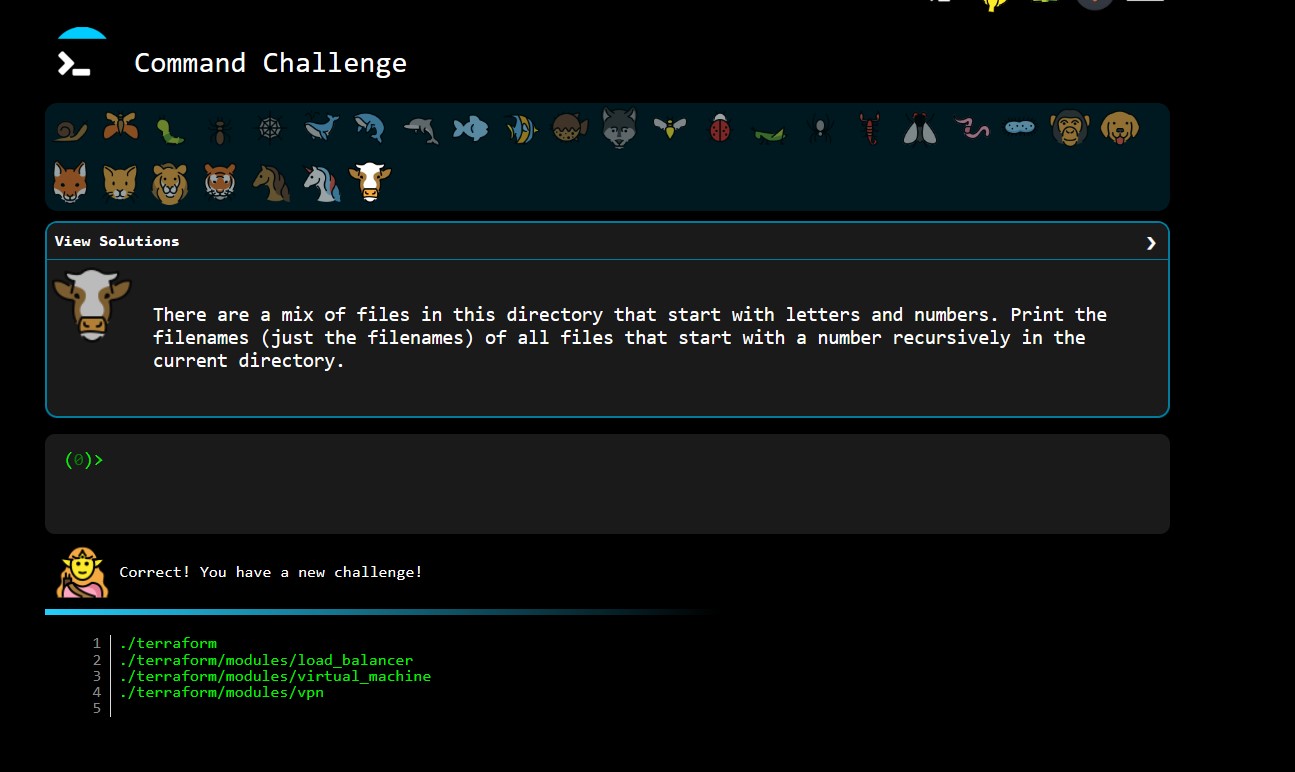 Command Challenge
View Solutions
There are a mix of files in this directory that start with letters and numbers. Print the
filenames (just the filenames) of all files that start with a number recursively in the
current directory.
(0)>
Correct! You have a new challenge!
1 ./terraform
2 ./terraform/modules/load_balancer
3 ./terraform/modules/virtual_machine
4 ./terraform/modules/vpn
5